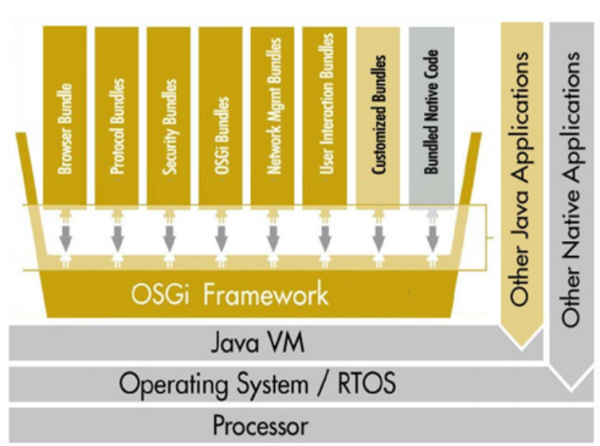 Browser Bundle
Protocol Bundles
Security Bundles
OSGi Bundles
Network Mgmt Bundles
User Interaction Bundles
Customized Bundles
Bundled Native Code
Other Java Applications
Other Native Applications
OSGi Framework
Java VM
Operating System / RTOS
Processor